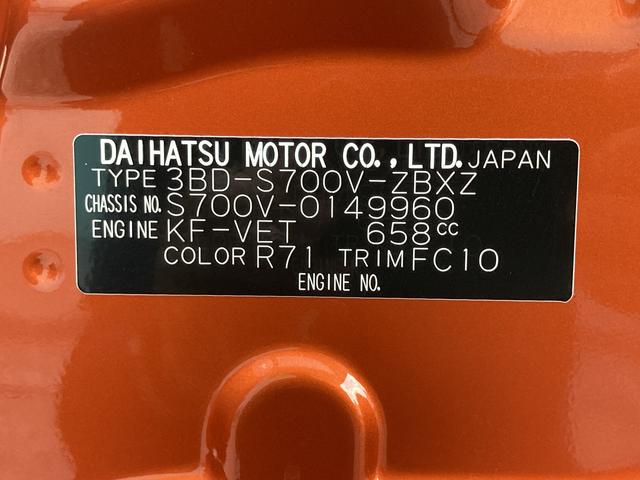 DAIHATSU MOTOR CO., LTD. JAPAN
TYPE 3BD-S700V-ZBXZ
CHASSIS NO. S700V-0149960
ENGINE KF-VET 658cc
COLOR R71 TRIM FC10
ENGINE NO.